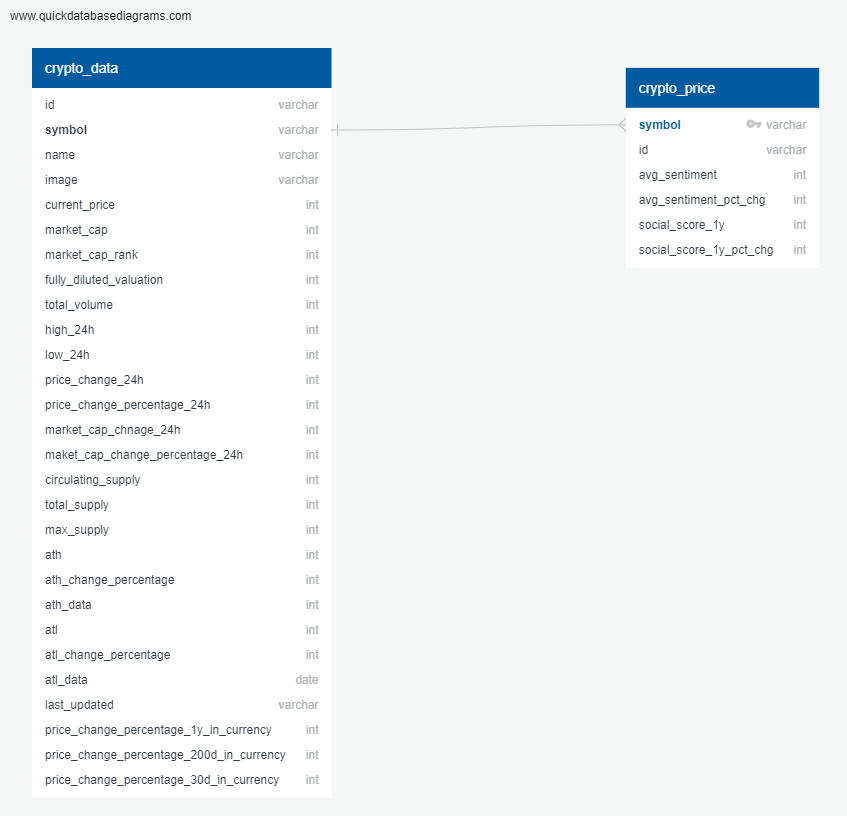 www.quickdatabasediagrams.com
crypto_data
id varchar
symbol varchar
name varchar
image varchar
current_price int
market_cap int
market_cap_rank int
fully_diluted_valuation int
total_volume int
high_24h int
low_24h int
price_change_24h int
price_change_percentage_24h int
market_cap_chnage_24h int
maket_cap_change_percentage_24h int
circulating_supply int
total_supply int
max_supply int
ath int
ath_change_percentage int
ath_data int
atl int
atl_change_percentage int
atl_data date
last_updated varchar
price_change_percentage_1y_in_currency int
price_change_percentage_200d_in_currency int
price_change_percentage_30d_in_currency int
crypto_price
symbol varchar
id varchar
avg_sentiment int
avg_sentiment_pct_chg int
social_score_1y int
social_score_1y_pct_chg int